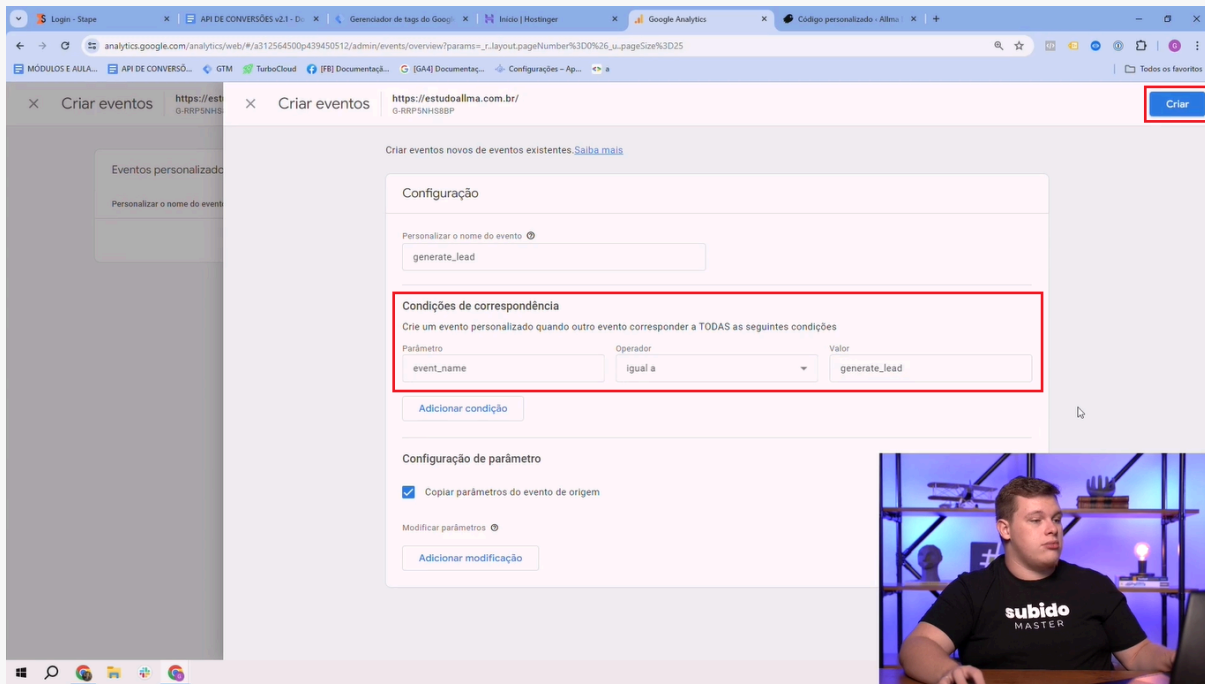 Login - Stape
API DE CONVERSÕES v2.1 - Do
Gerenciador de tags do Googl
Início | Hostinger
Google Analytics
Código personalizado ‹ Allma
analytics.google.com/analytics/web/#/a312564500p439450512/admin/events/overview?params=_r..layout.pageNumber%3D0%26_u..pageSize%3D25
MÓDULOS E AULA...
API DE CONVERSÕ...
GTM
TurboCloud
[FB] Documentaçã...
[GA4] Documentaç...
Configurações – Ap...
a
Todos os favoritos
Criar eventos
https://est
G-RRP5NHS
Criar eventos
https://estudoallma.com.br/
G-RRP5NHS8BP
Criar
Criar eventos novos de eventos existentes. Saiba mais
Eventos personalizado
Personalizar o nome do event
Configuração
Personalizar o nome do evento
generate_lead
Condições de correspondência
Crie um evento personalizado quando outro evento corresponder a TODAS as seguintes condições
Parâmetro
Operador
Valor
event_name
igual a
generate_lead
Adicionar condição
Configuração de parâmetro
Copiar parâmetros do evento de origem
Modificar parâmetros
Adicionar modificação
subido
MASTER